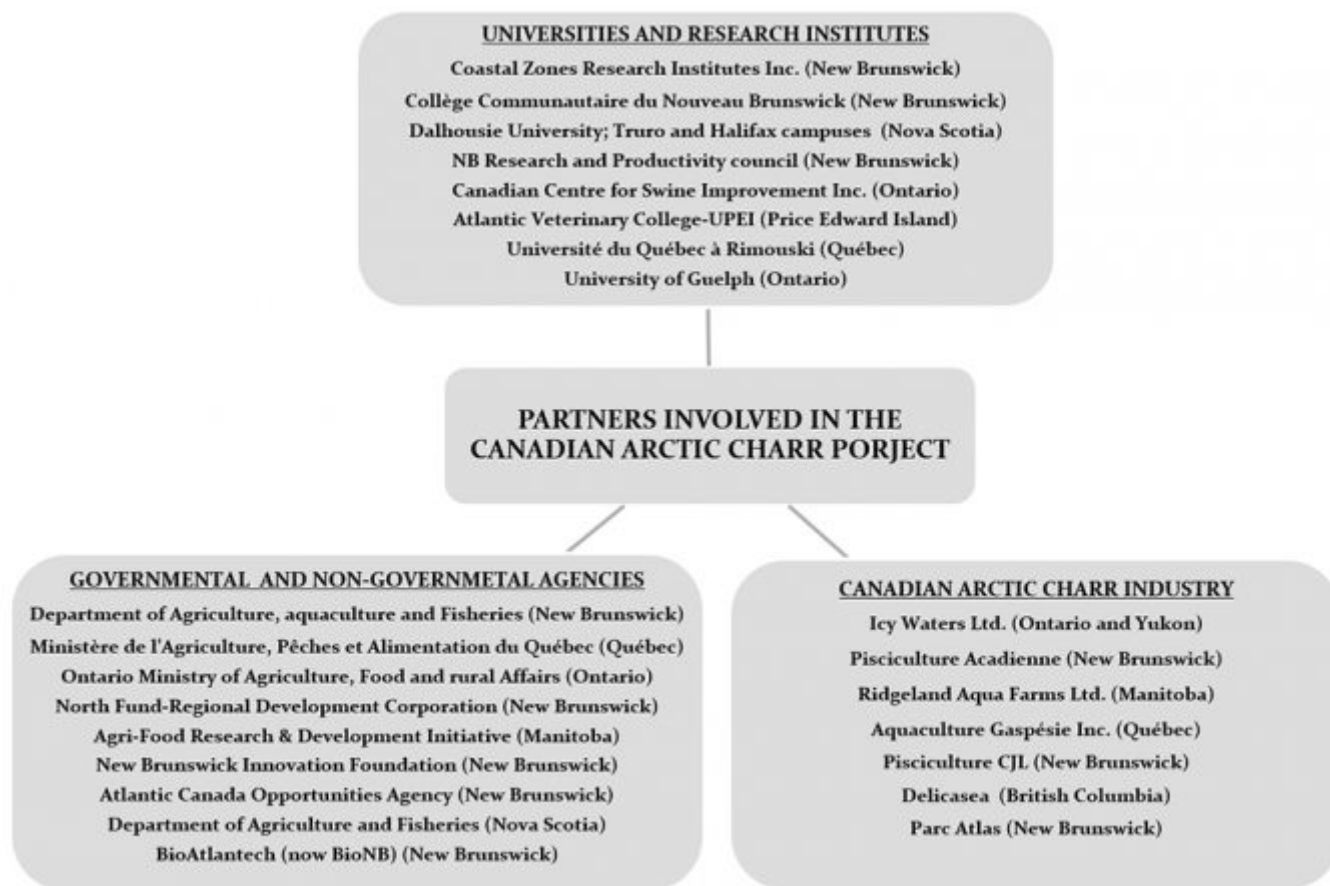 UNIVERSITIES AND RESEARCH INSTITUTES
Coastal Zones Research Institutes Inc. (New Brunswick)
Collège Communautaire du Nouveau Brunswick (New Brunswick)
Dalhousie University; Truro and Halifax campuses (Nova Scotia)
NB Research and Productivity council (New Brunswick)
Canadian Centre for Swine Improvement Inc. (Ontario)
Atlantic Veterinary College-UPEI (Price Edward Island)
Université du Québec à Rimouski (Québec)
University of Guelph (Ontario)
PARTNERS INVOLVED IN THE
CANADIAN ARCTIC CHARR PORJECT
GOVERNMENTAL AND NON-GOVERNMETAL AGENCIES
Department of Agriculture, aquaculture and Fisheries (New Brunswick)
Ministère de l'Agriculture, Pêches et Alimentation du Québec (Québec)
Ontario Ministry of Agriculture, Food and rural Affairs (Ontario)
North Fund-Regional Development Corporation (New Brunswick)
Agri-Food Research & Development Initiative (Manitoba)
New Brunswick Innovation Foundation (New Brunswick)
Atlantic Canada Opportunities Agency (New Brunswick)
Department of Agriculture and Fisheries (Nova Scotia)
BioAtlantech (now BioNB) (New Brunswick)
CANADIAN ARCTIC CHARR INDUSTRY
Icy Waters Ltd. (Ontario and Yukon)
Pisciculture Acadienne (New Brunswick)
Ridgeland Aqua Farms Ltd. (Manitoba)
Aquaculture Gaspésie Inc. (Québec)
Pisciculture CJL (New Brunswick)
Delicasea (British Columbia)
Parc Atlas (New Brunswick)